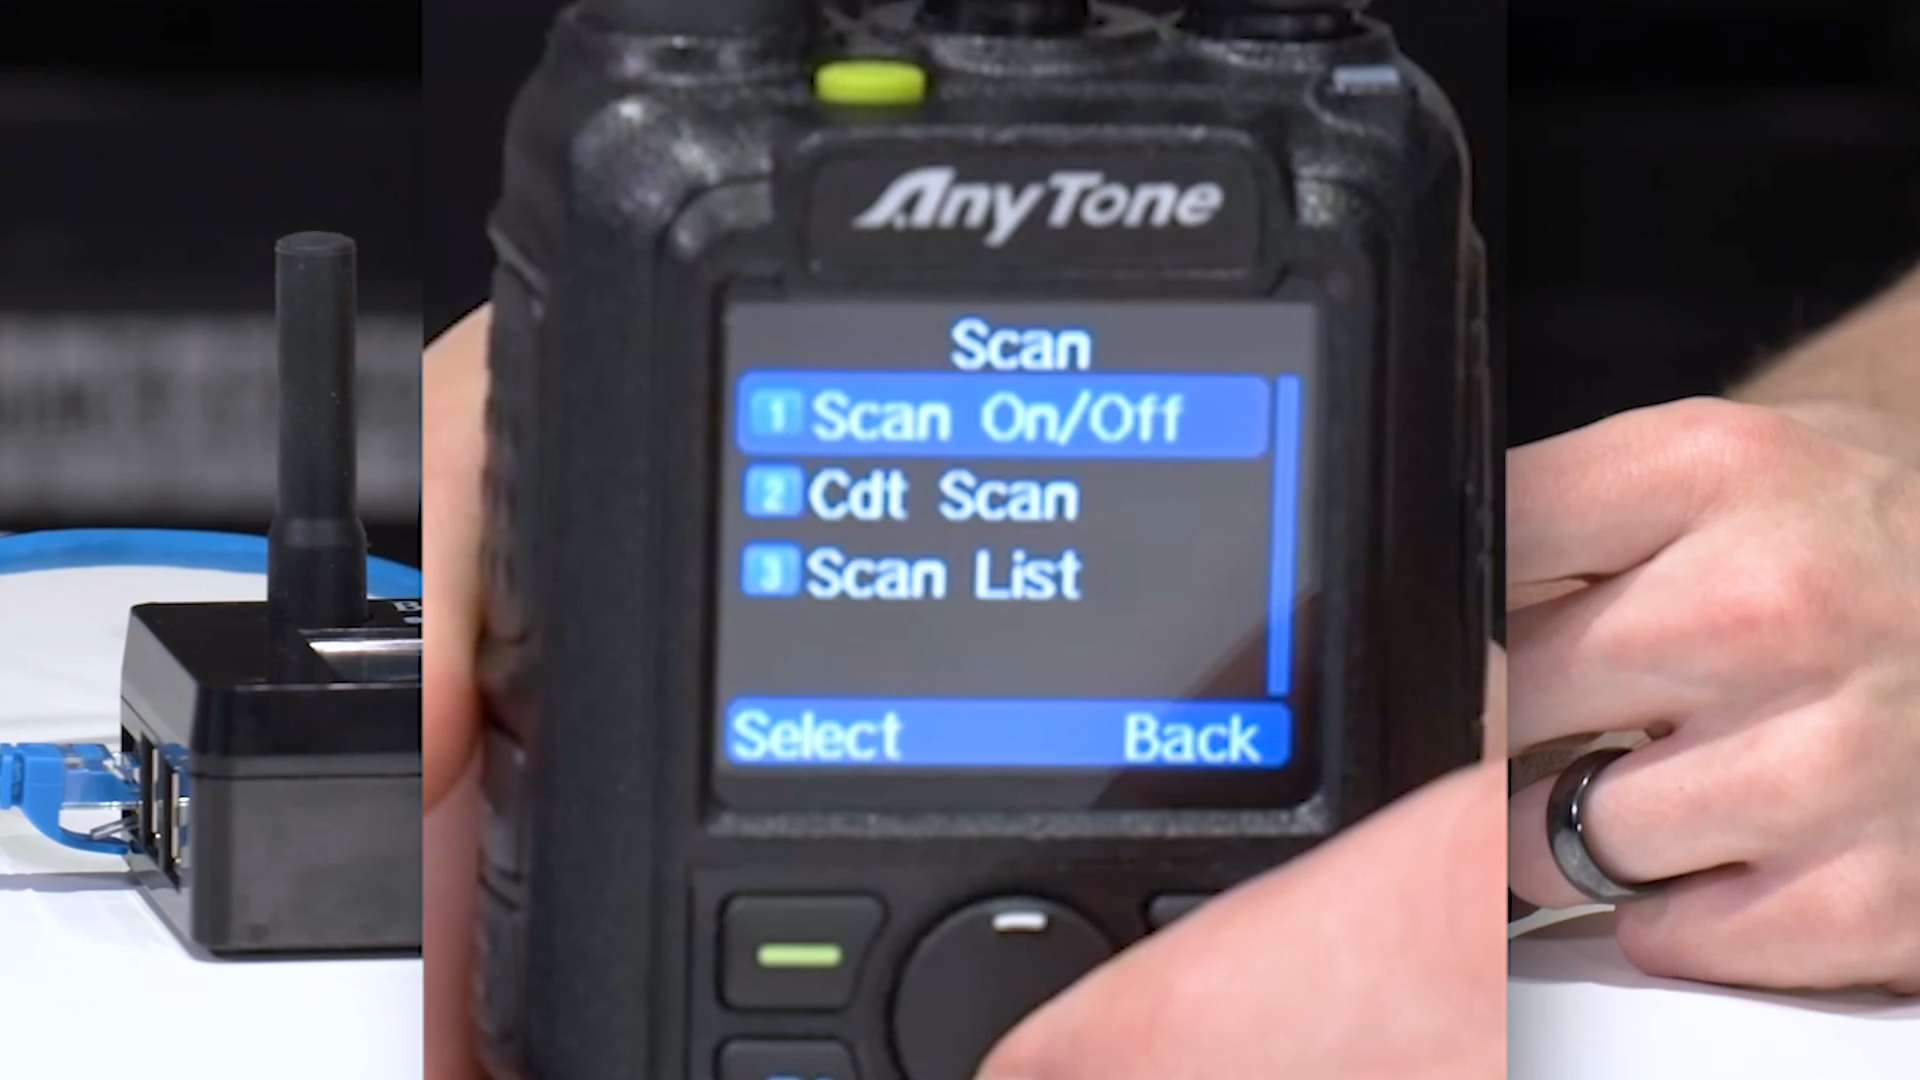 AnyTone
Scan
1 Scan On/Off
2 Cdt Scan
3 Scan List
Select Back